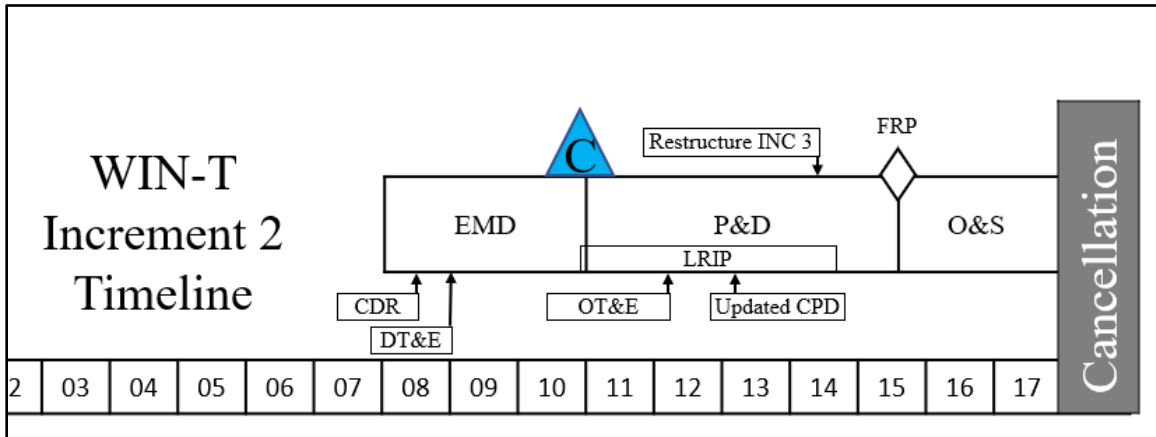 WIN-T
Increment 2
Timeline
C
Restructure INC 3
FRP
EMD
P&D
O&S
LRIP
CDR
OT&E
Updated CPD
DT&E
Cancellation
2 03 04 05 06 07 08 09 10 11 12 13 14 15 16 17